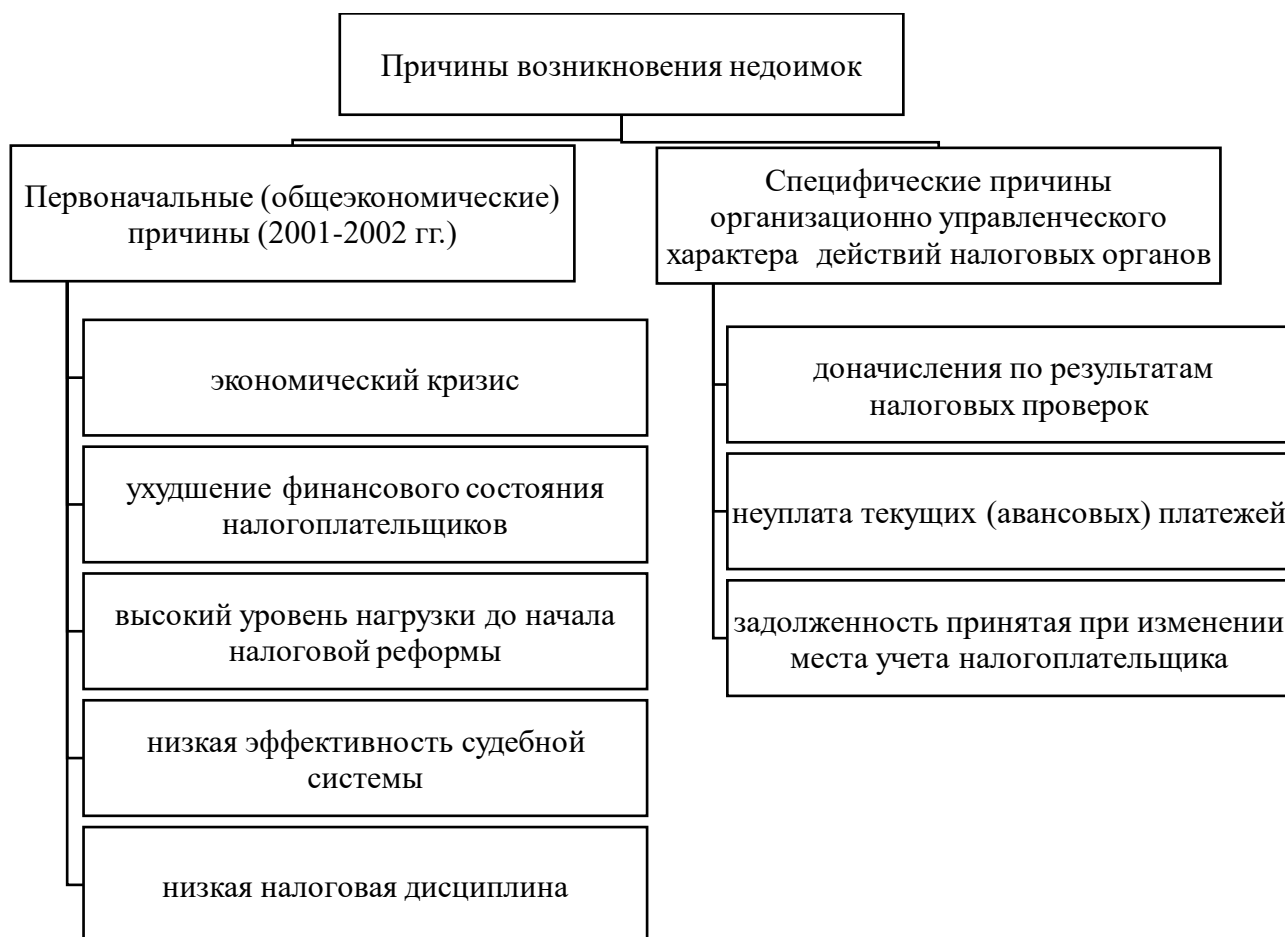 Причины возникновения недоимок
Первоначальные (общеэкономические)
причины (2001-2002 гг.)
экономический кризис
ухудшение финансового состояния
налогоплательщиков
высокий уровень нагрузки до начала
налоговой реформы
низкая эффективность судебной
системы
низкая налоговая дисциплина
Специфические причины
организационно управленческого
характера действий налоговых органов
доначисления по результатам
налоговых проверок
неуплата текущих (авансовых) платежей
задолженность принятая при изменении
места учета налогоплательщика